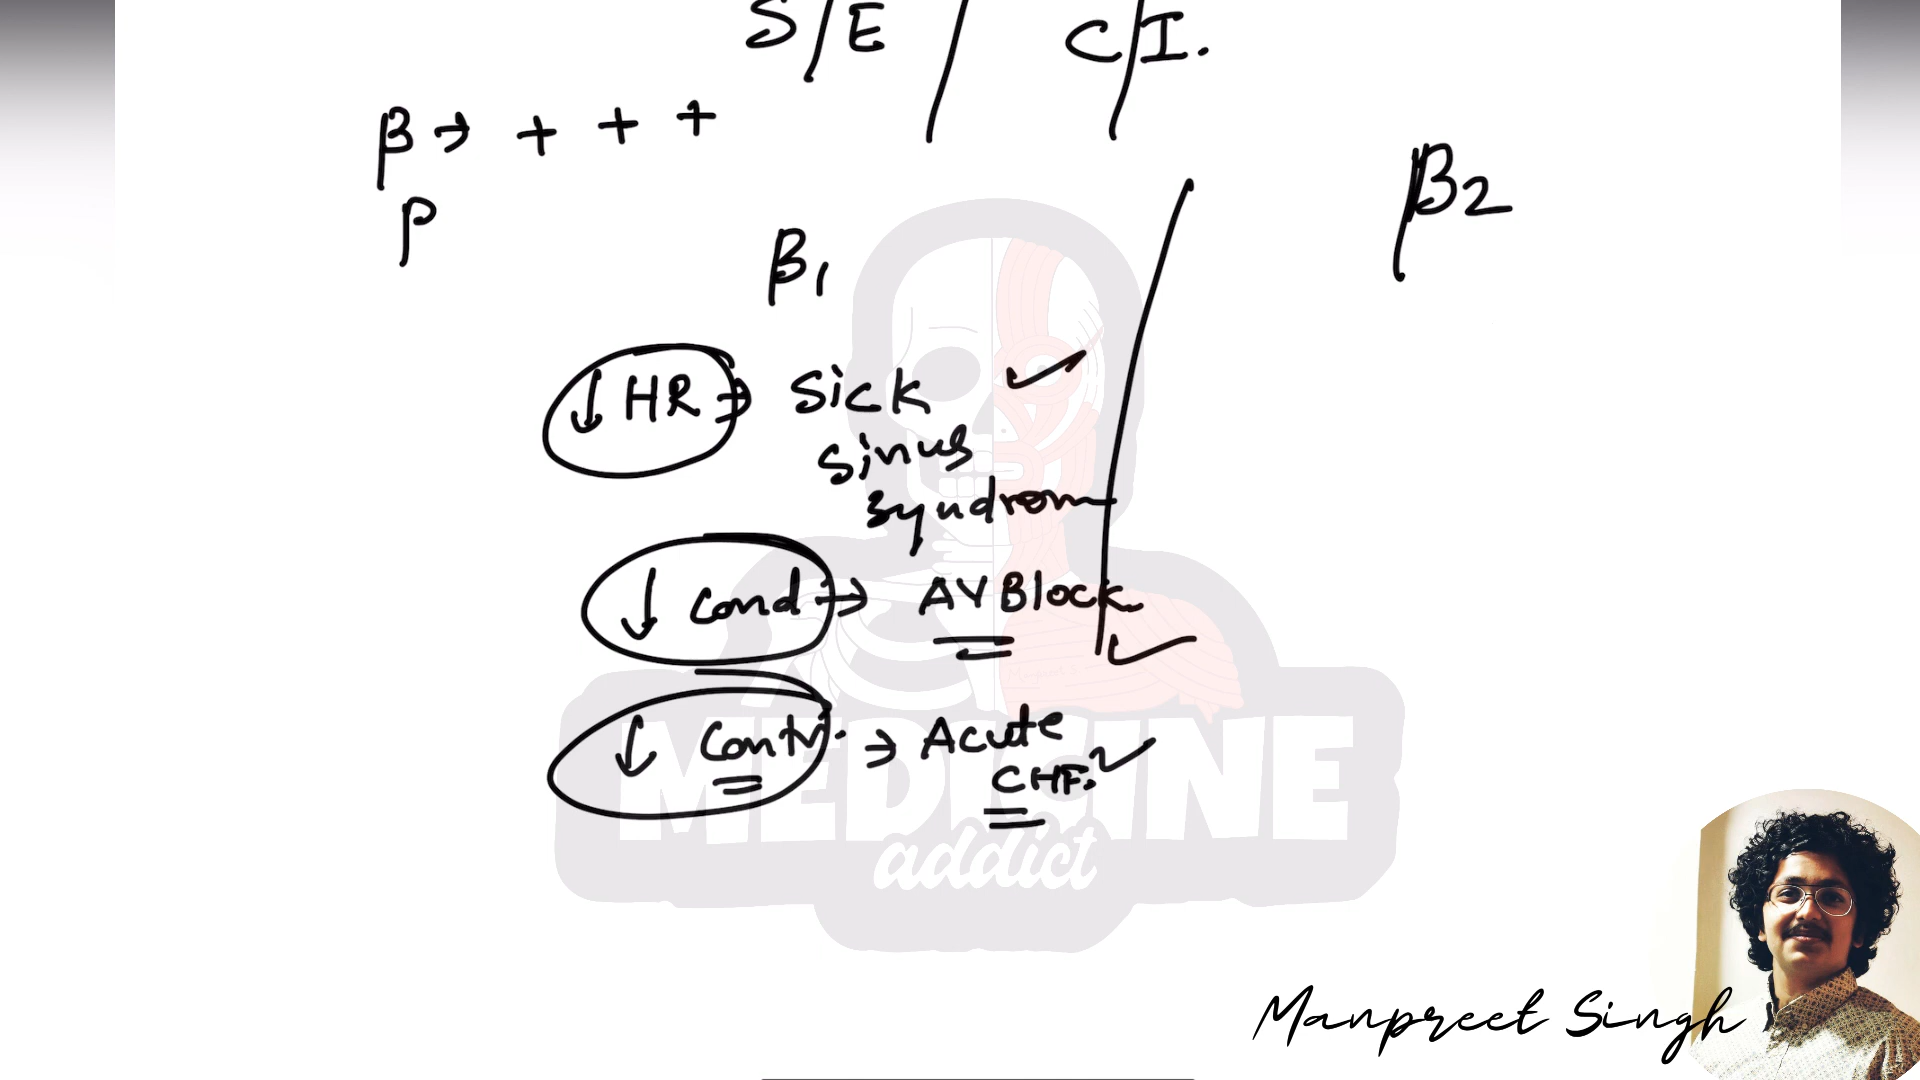 S/E / C/I.
β → + + +
β
β1
β2
↓ HR → Sick
sinus
syndrom
↓ cond → AV Block
↓ Contr. → Acute
CHF.
MEDICINE
addict
Manpreet Singh